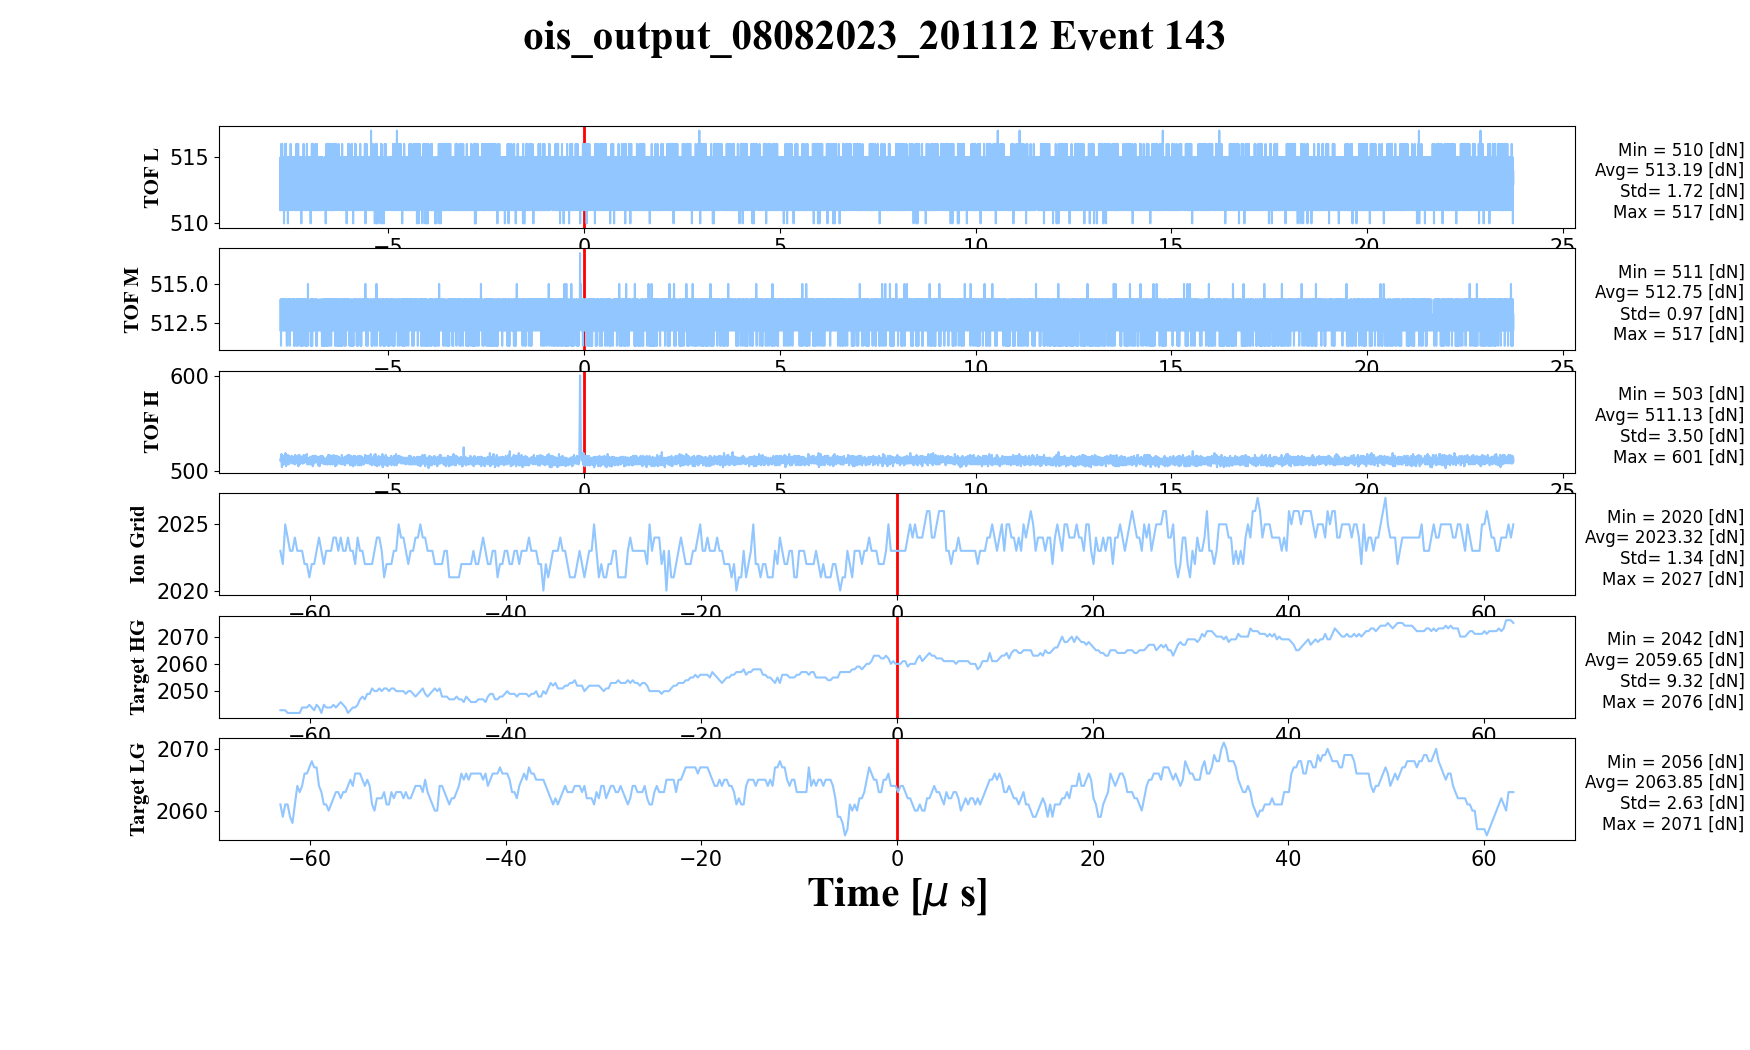 ois_output_08082023_201112 Event 143
TOF L
515
510
−5
0
5
10
15
20
25
Min = 510 [dN]
Avg= 513.19 [dN]
Std= 1.72 [dN]
Max = 517 [dN]
TOF M
515.0
512.5
−5
0
5
10
15
20
25
Min = 511 [dN]
Avg= 512.75 [dN]
Std= 0.97 [dN]
Max = 517 [dN]
TOF H
600
500
−5
0
5
10
15
20
25
Min = 503 [dN]
Avg= 511.13 [dN]
Std= 3.50 [dN]
Max = 601 [dN]
Ion Grid
2025
2020
−60
−40
−20
0
20
40
60
Min = 2020 [dN]
Avg= 2023.32 [dN]
Std= 1.34 [dN]
Max = 2027 [dN]
Target HG
2070
2060
2050
−60
−40
−20
0
20
40
60
Min = 2042 [dN]
Avg= 2059.65 [dN]
Std= 9.32 [dN]
Max = 2076 [dN]
Target LG
2070
2060
−60
−40
−20
0
20
40
60
Min = 2056 [dN]
Avg= 2063.85 [dN]
Std= 2.63 [dN]
Max = 2071 [dN]
Time [μ s]